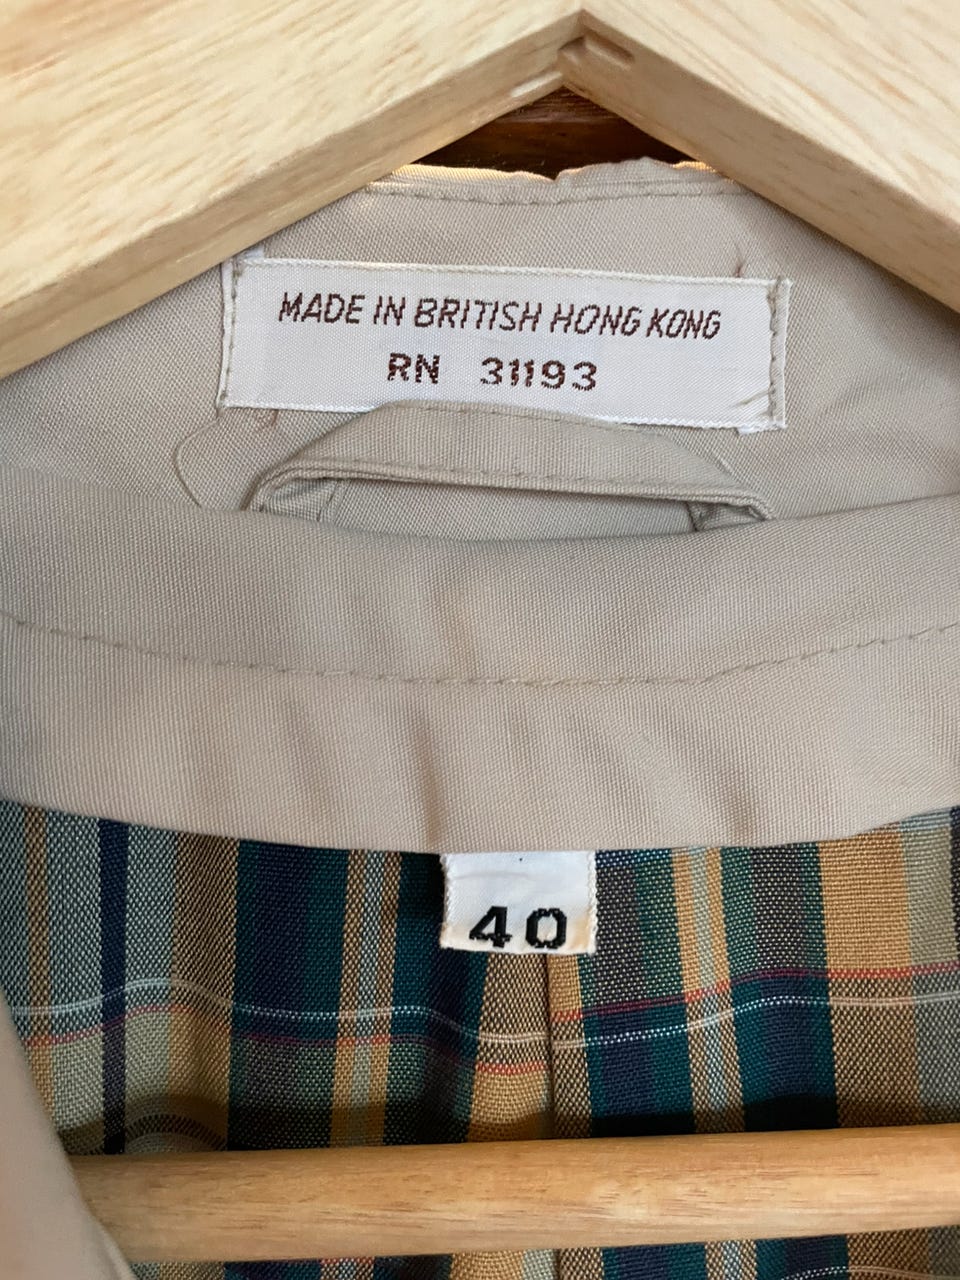 MADE IN BRITISH HONG KONG
RN 31193
40